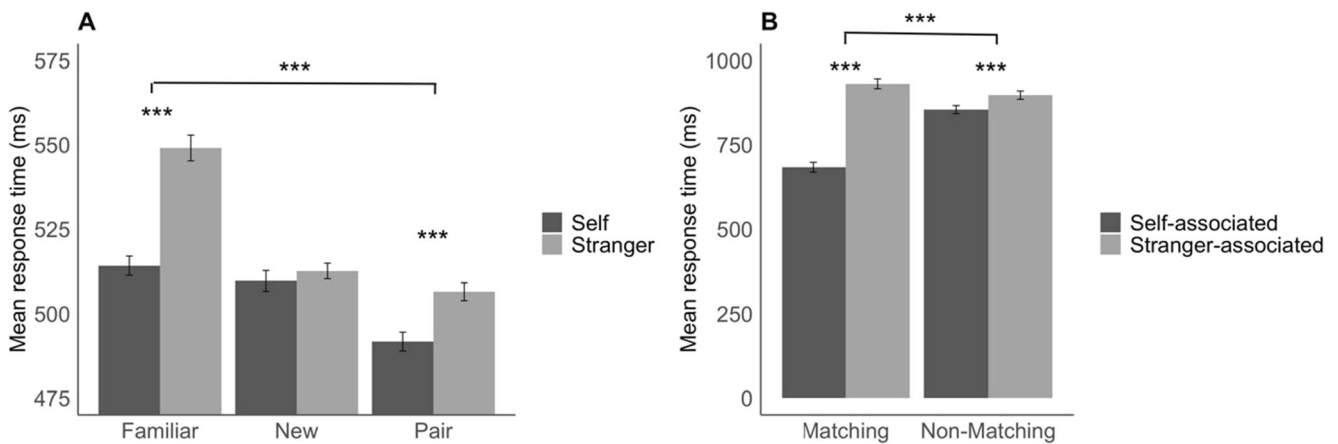 A
Mean response time (ms)
575
550
525
500
475
***
***
***
Familiar
New
Pair
Self
Stranger
B
Mean response time (ms)
1000
750
500
250
0
***
***
***
Matching
Non-Matching
Self-associated
Stranger-associated